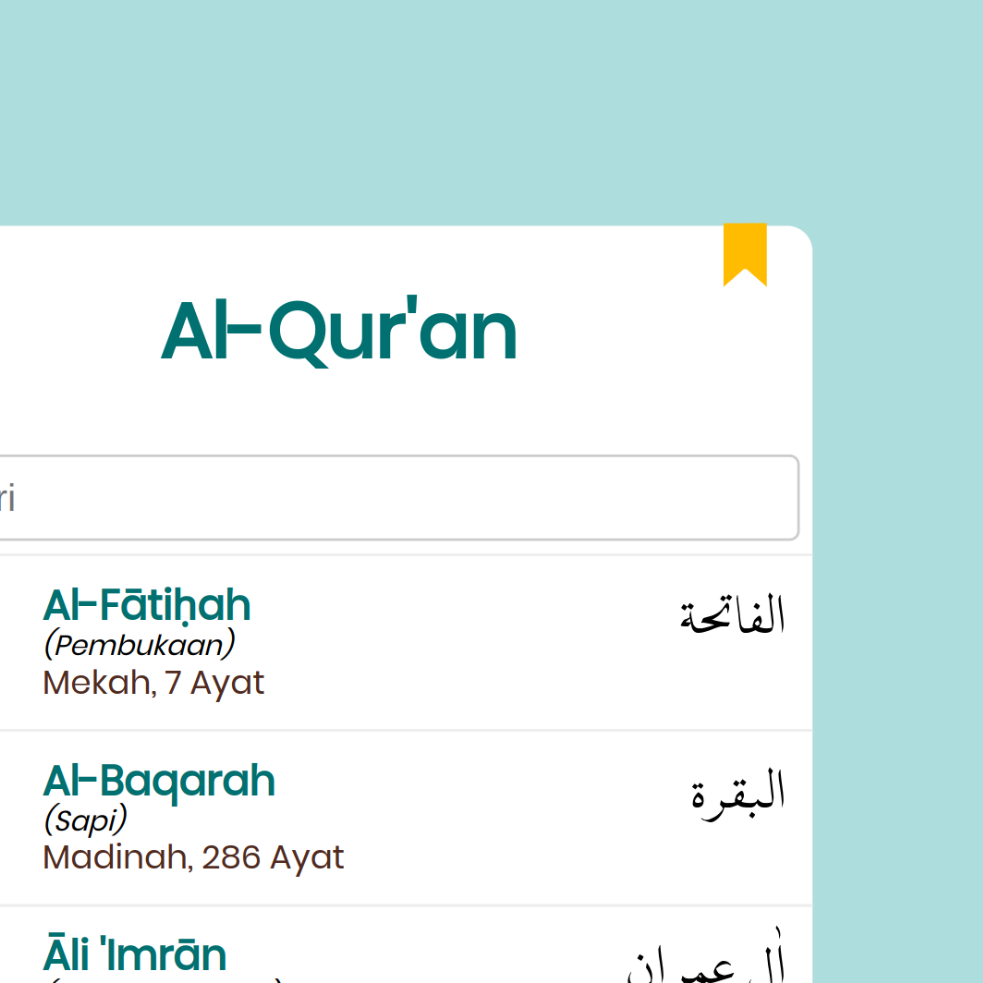 Al-Qur'an
ri
Al-Fātiḥah
(Pembukaan)
Mekah, 7 Ayat
الفاتحة
Al-Baqarah
(Sapi)
Madinah, 286 Ayat
البقرة
Āli 'Imrān
اٰل عمران